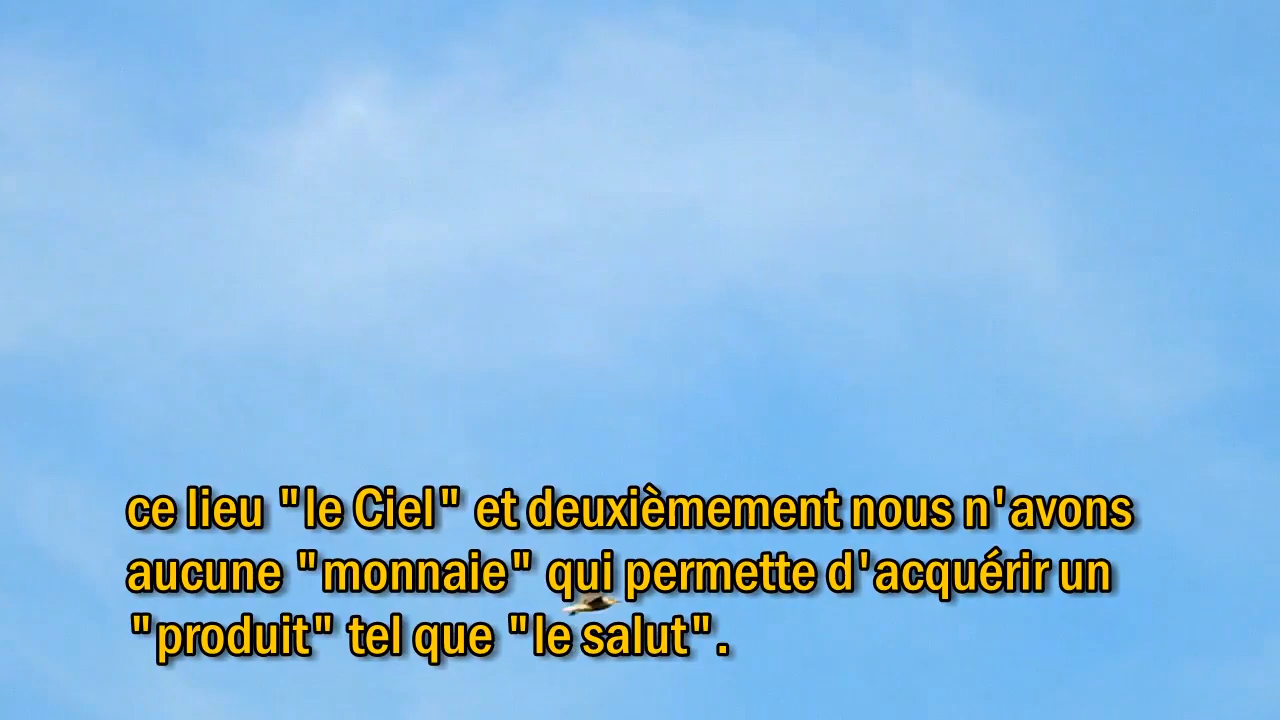 ce lieu "le Ciel" et deuxièmement nous n'avons
aucune "monnaie" qui permette d'acquérir un
"produit" tel que "le salut".